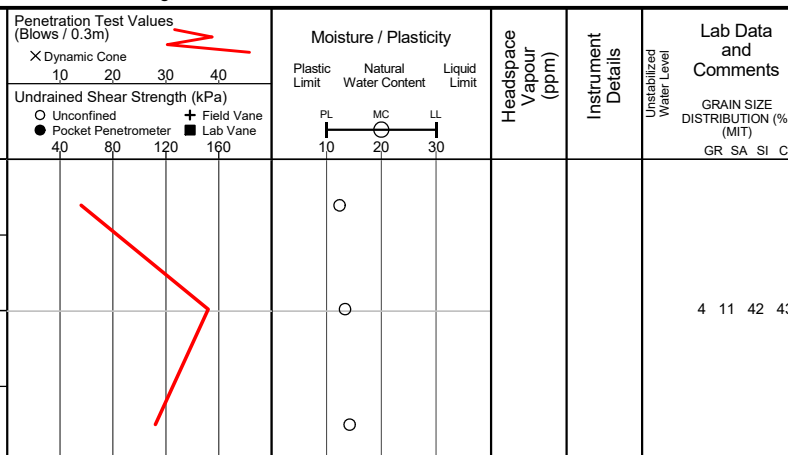 Penetration Test Values
(Blows / 0.3m)
× Dynamic Cone
10 20 30 40
Undrained Shear Strength (kPa)
Unconfined + Field Vane
Pocket Penetrometer Lab Vane
40 80 120 160
Moisture / Plasticity
Plastic Natural Liquid
Limit Water Content Limit
PL MC LL
10 20 30
Headspace
Vapour
(ppm)
Instrument
Details
Unstabilized
Water Level
Lab Data
and
Comments
GRAIN SIZE
DISTRIBUTION (%
(MIT)
GR SA SI C
4 11 42 43